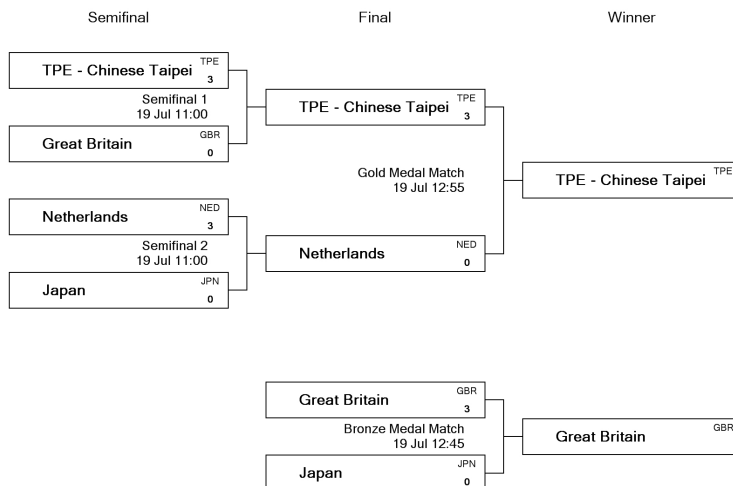 Semifinal
Final
Winner
TPE - Chinese Taipei TPE
3
Semifinal 1
19 Jul 11:00
Great Britain GBR
0
TPE - Chinese Taipei TPE
3
Gold Medal Match
19 Jul 12:55
TPE - Chinese Taipei TPE
Netherlands NED
3
Semifinal 2
19 Jul 11:00
Japan JPN
0
Netherlands NED
0
Great Britain GBR
3
Bronze Medal Match
19 Jul 12:45
Japan JPN
0
Great Britain GBR